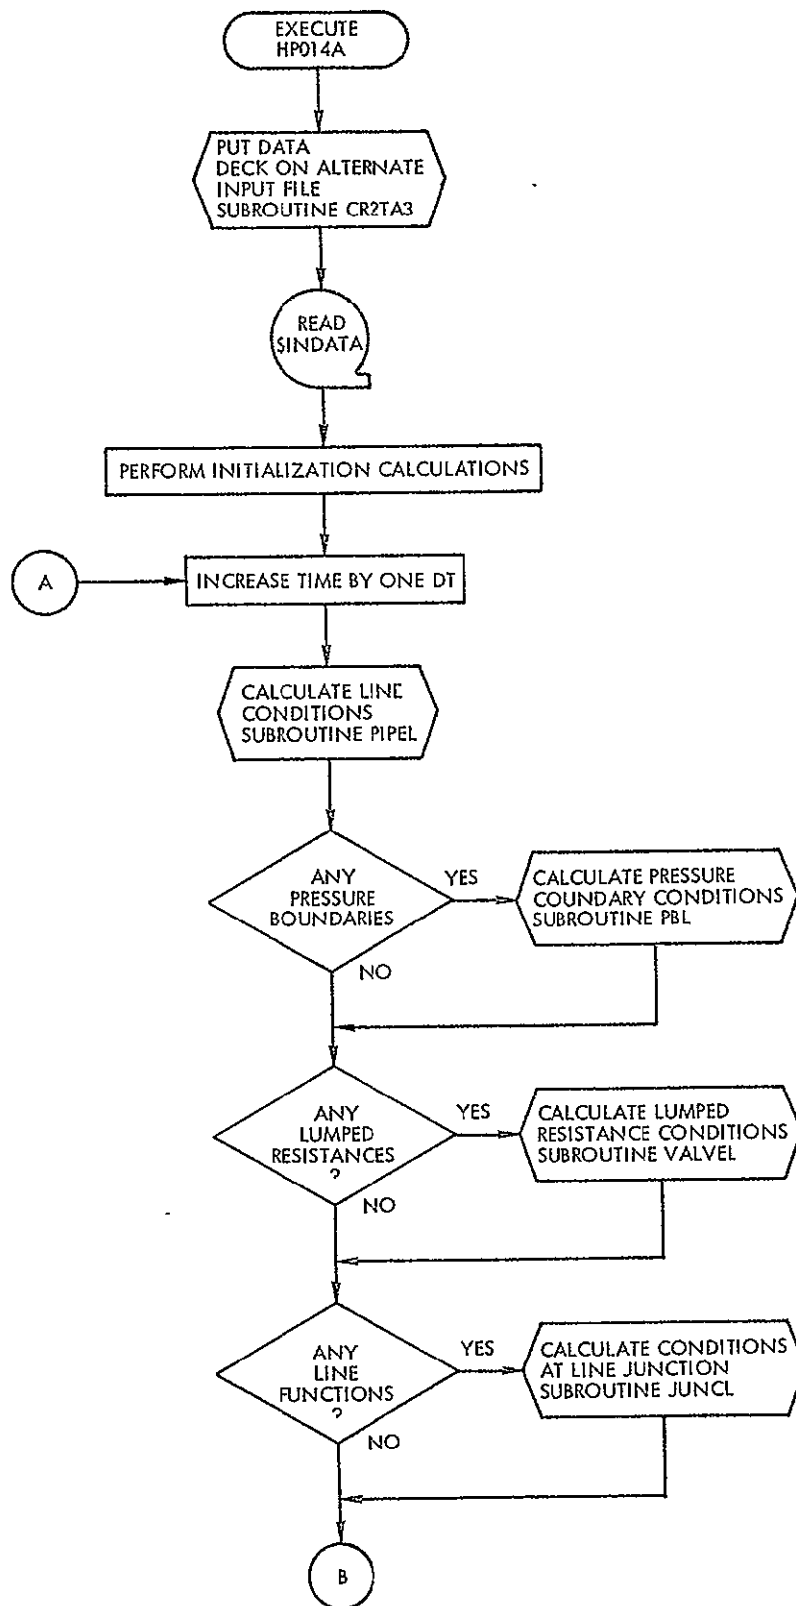 EXECUTE
HP014A
PUT DATA
DECK ON ALTERNATE
INPUT FILE
SUBROUTINE CR2TA3
READ
$INDATA
PERFORM INITIALIZATION CALCULATIONS
A
INCREASE TIME BY ONE DT
CALCULATE LINE
CONDITIONS
SUBROUTINE PIPEL
ANY
PRESSURE
BOUNDARIES
YES
CALCULATE PRESSURE
COUNDARY CONDITIONS
SUBROUTINE PBL
NO
ANY
LUMPED
RESISTANCES
?
YES
CALCULATE LUMPED
RESISTANCE CONDITIONS
SUBROUTINE VALVEL
NO
ANY
LINE
FUNCTIONS
?
YES
CALCULATE CONDITIONS
AT LINE JUNCTION
SUBROUTINE JUNCL
NO
B